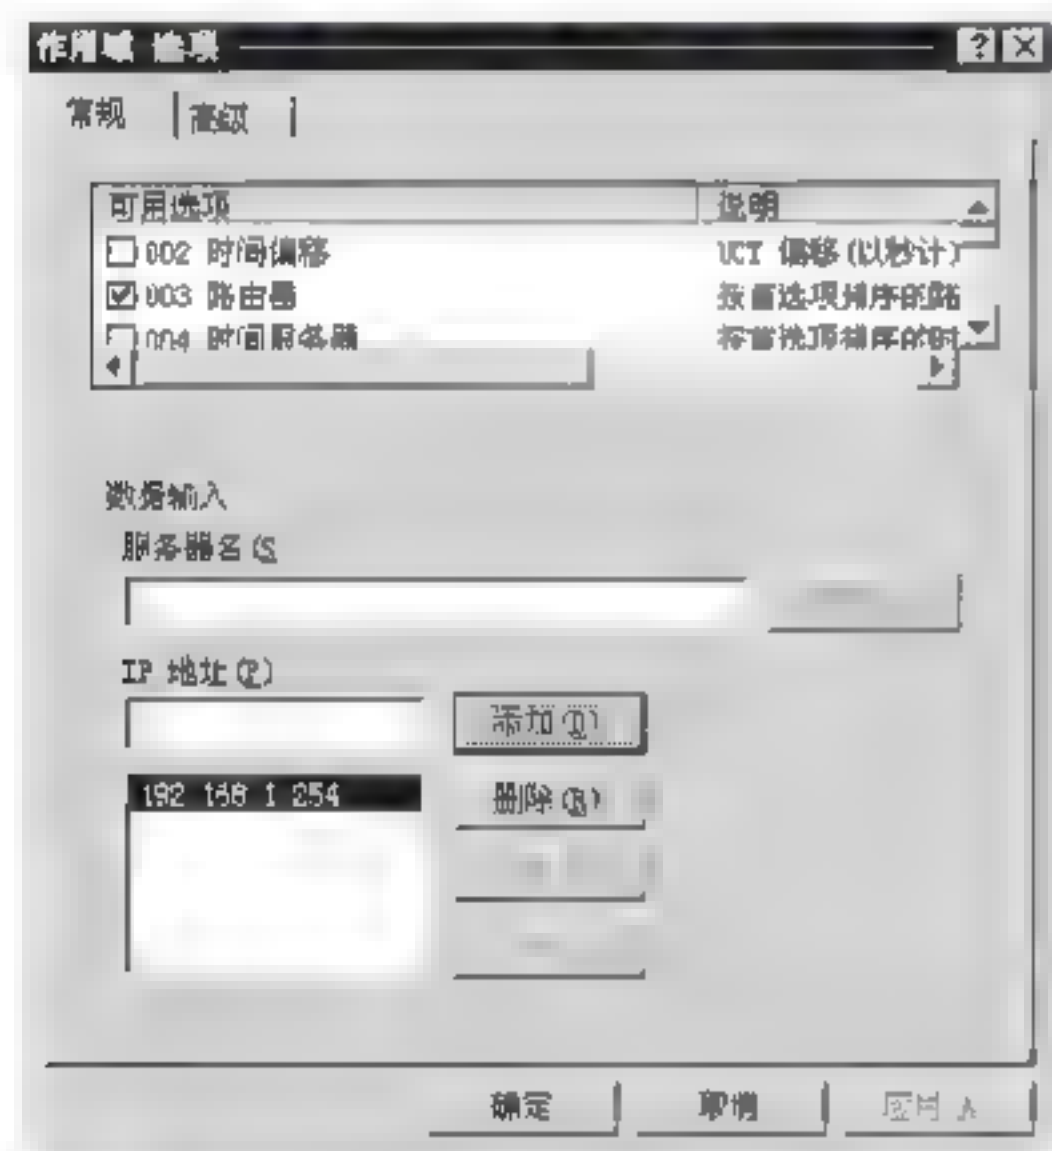 作用域 选项
常规 高级
可用选项 说明
002 时间偏移 UCT 偏移(以秒计)
003 路由器 按首选项排序的路
004 时间服务器 按首选项排序的时
数据输入
服务器名(S
IP 地址(P)
添加(D)
192 168 1 254 删除(R)
确定 取消 应用 A